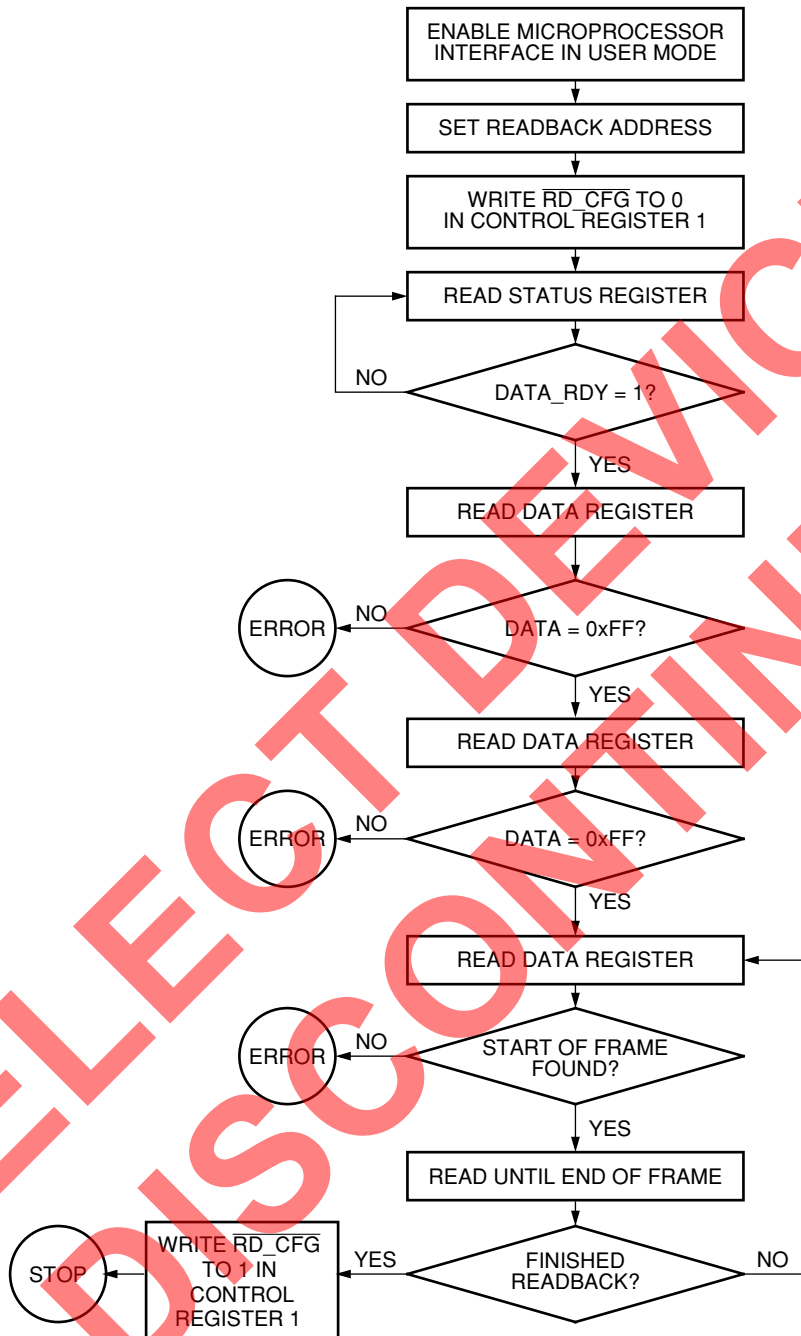 ENABLE MICROPROCESSOR
INTERFACE IN USER MODE
SET READBACK ADDRESS
WRITE RD_CFG TO 0
IN CONTROL REGISTER 1
READ STATUS REGISTER
NO
DATA_RDY = 1?
YES
READ DATA REGISTER
ERROR
NO
DATA = 0xFF?
YES
READ DATA REGISTER
ERROR
NO
DATA = 0xFF?
YES
READ DATA REGISTER
ERROR
NO
START OF FRAME
FOUND?
YES
READ UNTIL END OF FRAME
STOP
WRITE RD_CFG
TO 1 IN
CONTROL
REGISTER 1
YES
FINISHED
READBACK?
NO
ELECT DEVIC
DISCONTIN